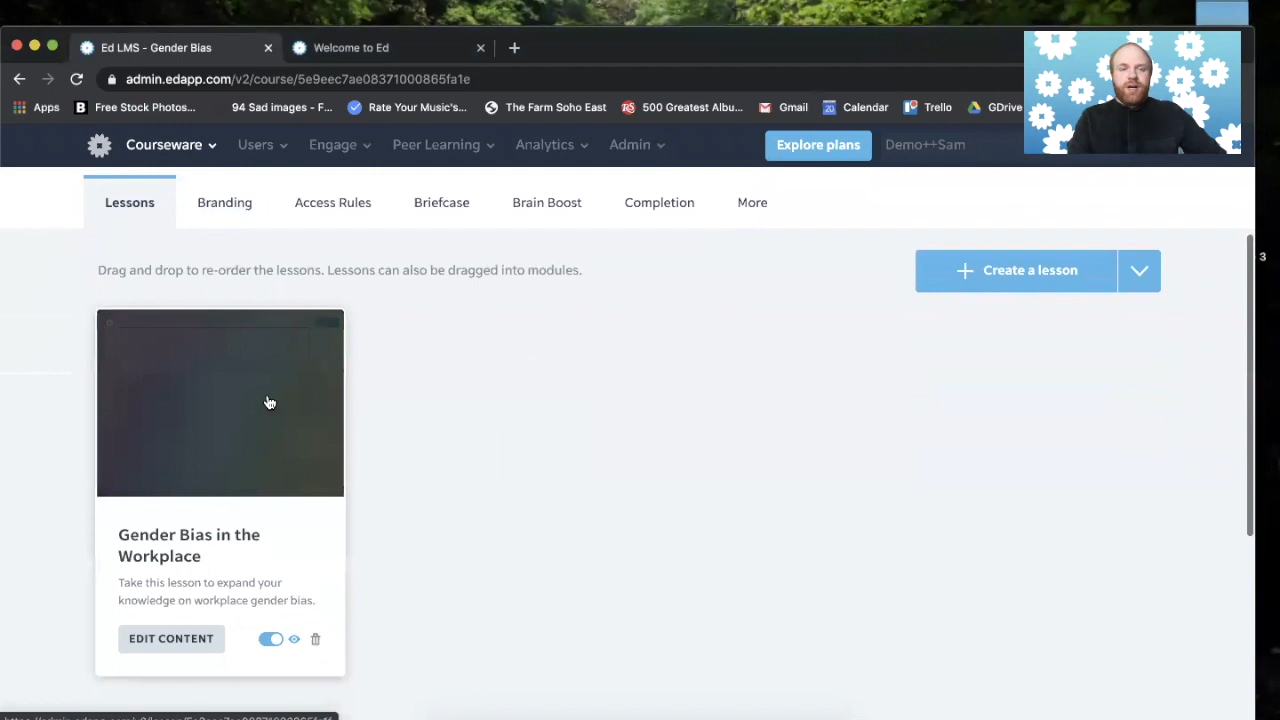 Ed LMS - Gender Bias
Welcome to Ed
admin.edapp.com/v2/course/5e9eec7ae08371000865fa1e
Apps
Free Stock Photos...
94 Sad images - F...
Rate Your Music's...
The Farm Soho East
500 Greatest Albu...
Gmail
Calendar
Trello
GDrive
Courseware
Users
Engage
Peer Learning
Analytics
Admin
Explore plans
Demo++Sam
Lessons
Branding
Access Rules
Briefcase
Brain Boost
Completion
More
3
Drag and drop to re-order the lessons. Lessons can also be dragged into modules.
Create a lesson
Gender Bias in the
Workplace
Take this lesson to expand your
knowledge on workplace gender bias.
EDIT CONTENT